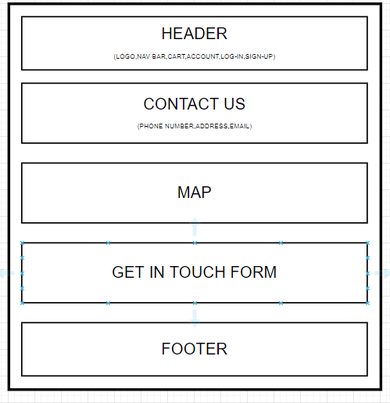 HEADER
(LOGO,NAV BAR,CART,ACCOUNT,LOG-IN,SIGN-UP)
CONTACT US
(PHONE NUMBER,ADDRESS,EMAIL)
MAP
GET IN TOUCH FORM
FOOTER